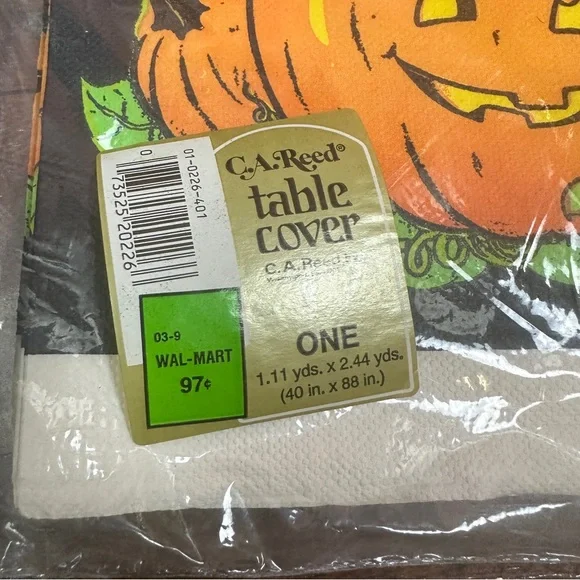 C.A.Reed®
table
cover
C. A. Reed
ONE
1.11 yds. x 2.44 yds.
(40 in. x 88 in.)
01-0226-401
0 73525 20226
03-9
WAL-MART
97¢